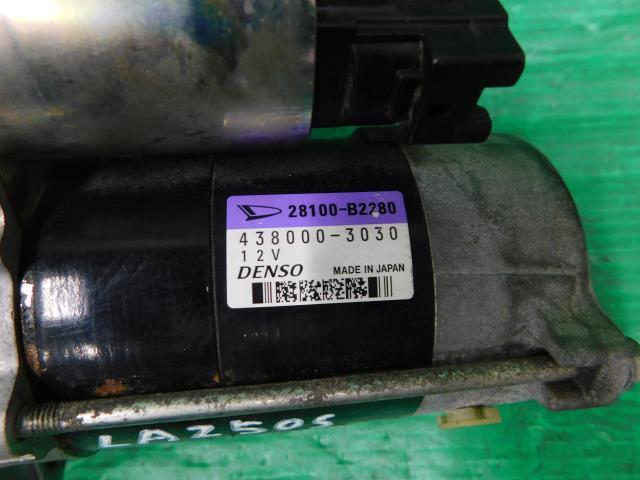 28100-B2280
438000-3030
12V
DENSO MADE IN JAPAN
LA250S